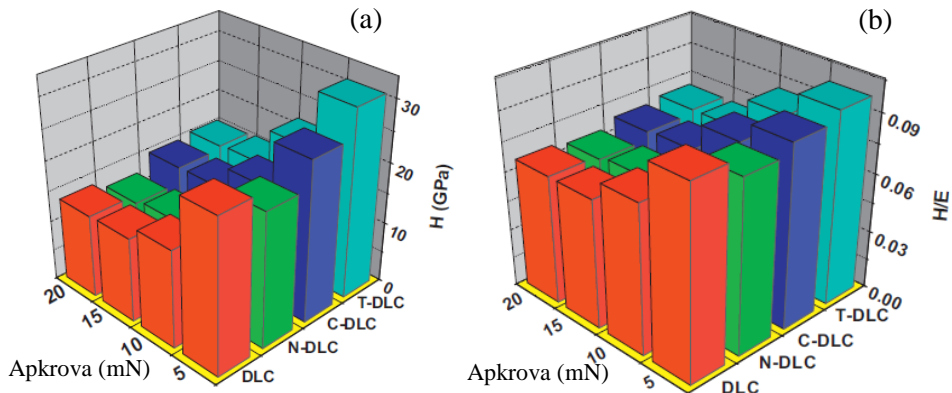 (a)
30
20
10
0
H (GPa)
20
15
10
5
Apkrova (mN)
DLC
N-DLC
C-DLC
T-DLC
(b)
0.09
0.06
0.03
0.00
H/E
20
15
10
5
Apkrova (mN)
DLC
N-DLC
C-DLC
T-DLC